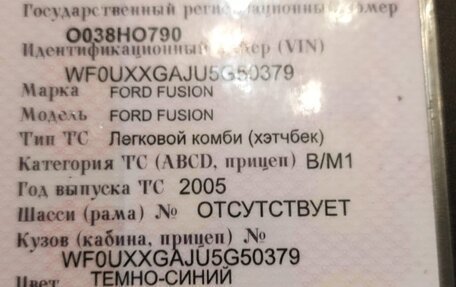 Государственный регистрационный номер
О038НО790
Идентификационный номер (VIN)
WF0UXXGAJU5G50379
Марка FORD FUSION
Модель FORD FUSION
Тип ТС Легковой комби (хэтчбек)
Категория ТС (ABCD, прицеп) B/M1
Год выпуска ТС 2005
Шасси (рама) № ОТСУТСТВУЕТ
Кузов (кабина, прицеп) №
WF0UXXGAJU5G50379
Цвет ТЕМНО-СИНИЙ